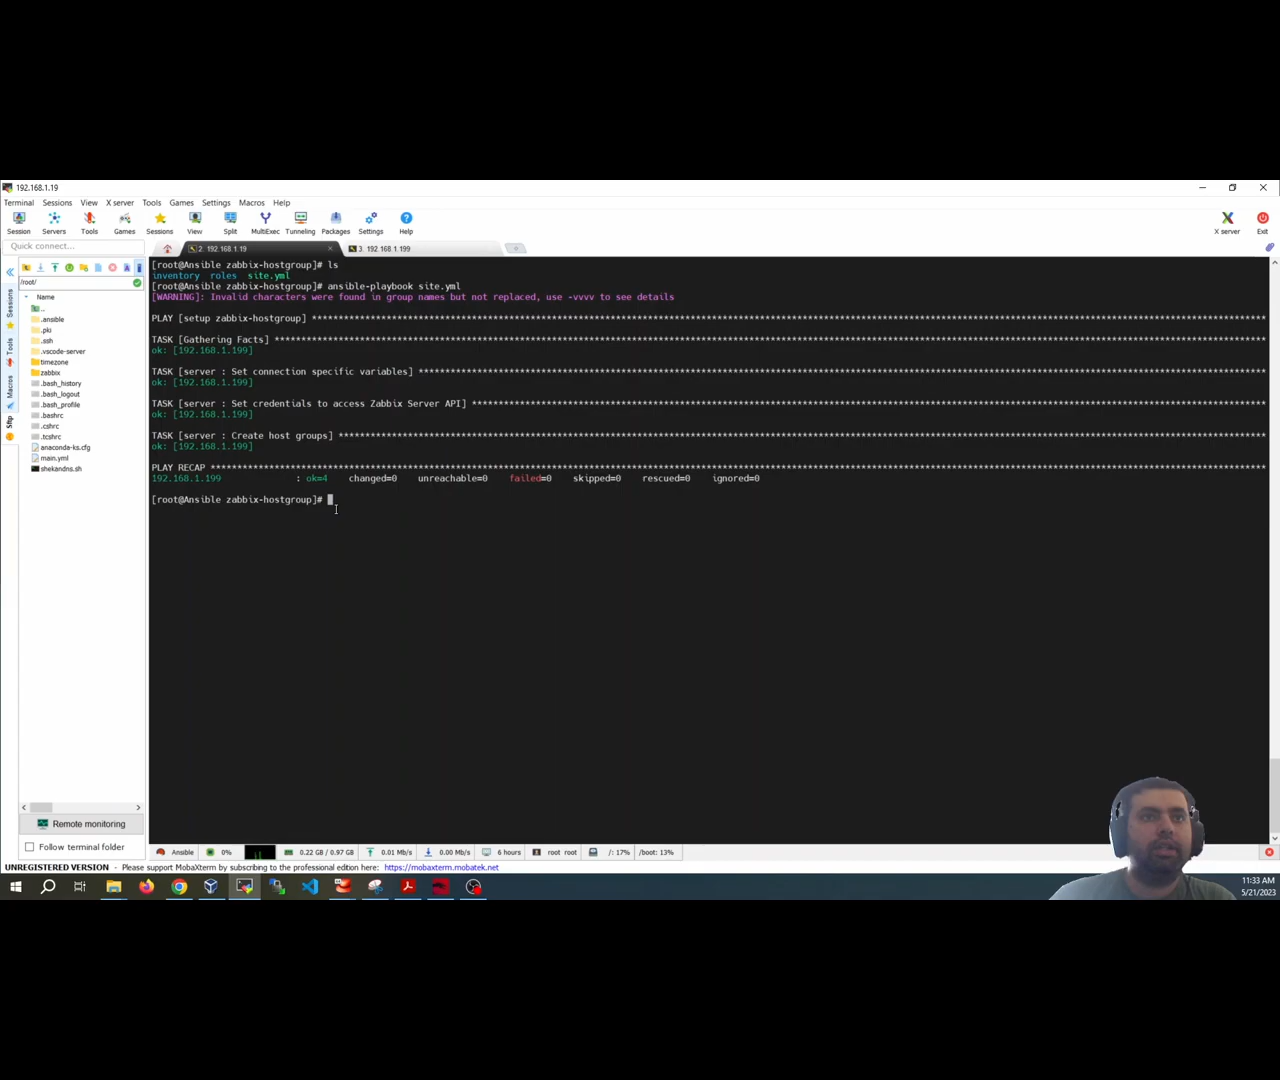 192.168.1.19
Terminal Sessions View X server Tools Games Settings Macros Help
Session Servers Tools Games Sessions View Split MultiExec Tunneling Packages Settings Help X server Exit
Quick connect...
2. 192.168.1.19
3. 192.168.1.199
/root/
Name
..
.ansible
.pki
.ssh
.vscode-server
timezone
zabbix
.bash_history
.bash_logout
.bash_profile
.bashrc
.cshrc
.tcshrc
anaconda-ks.cfg
main.yml
shekandns.sh
Sessions
Tools
Macros
Sftp
Remote monitoring
Follow terminal folder
[root@Ansible zabbix-hostgroup]# ls
inventory roles site.yml
[root@Ansible zabbix-hostgroup]# ansible-playbook site.yml
[WARNING]: Invalid characters were found in group names but not replaced, use -vvvv to see details
PLAY [setup zabbix-hostgroup] ***
TASK [Gathering Facts] ***
ok: [192.168.1.199]
TASK [server : Set connection specific variables] ***
ok: [192.168.1.199]
TASK [server : Set credentials to access Zabbix Server API] ***
ok: [192.168.1.199]
TASK [server : Create host groups] ***
ok: [192.168.1.199]
PLAY RECAP ***
192.168.1.199 : ok=4 changed=0 unreachable=0 failed=0 skipped=0 rescued=0 ignored=0
[root@Ansible zabbix-hostgroup]#
Ansible 0% 0.22 GB / 0.97 GB 0.01 Mb/s 0.00 Mb/s 6 hours root root /: 17% /boot: 13%
UNREGISTERED VERSION - Please support MobaXterm by subscribing to the professional edition here: https://mobaxterm.mobatek.net
11:33 AM
5/21/2023